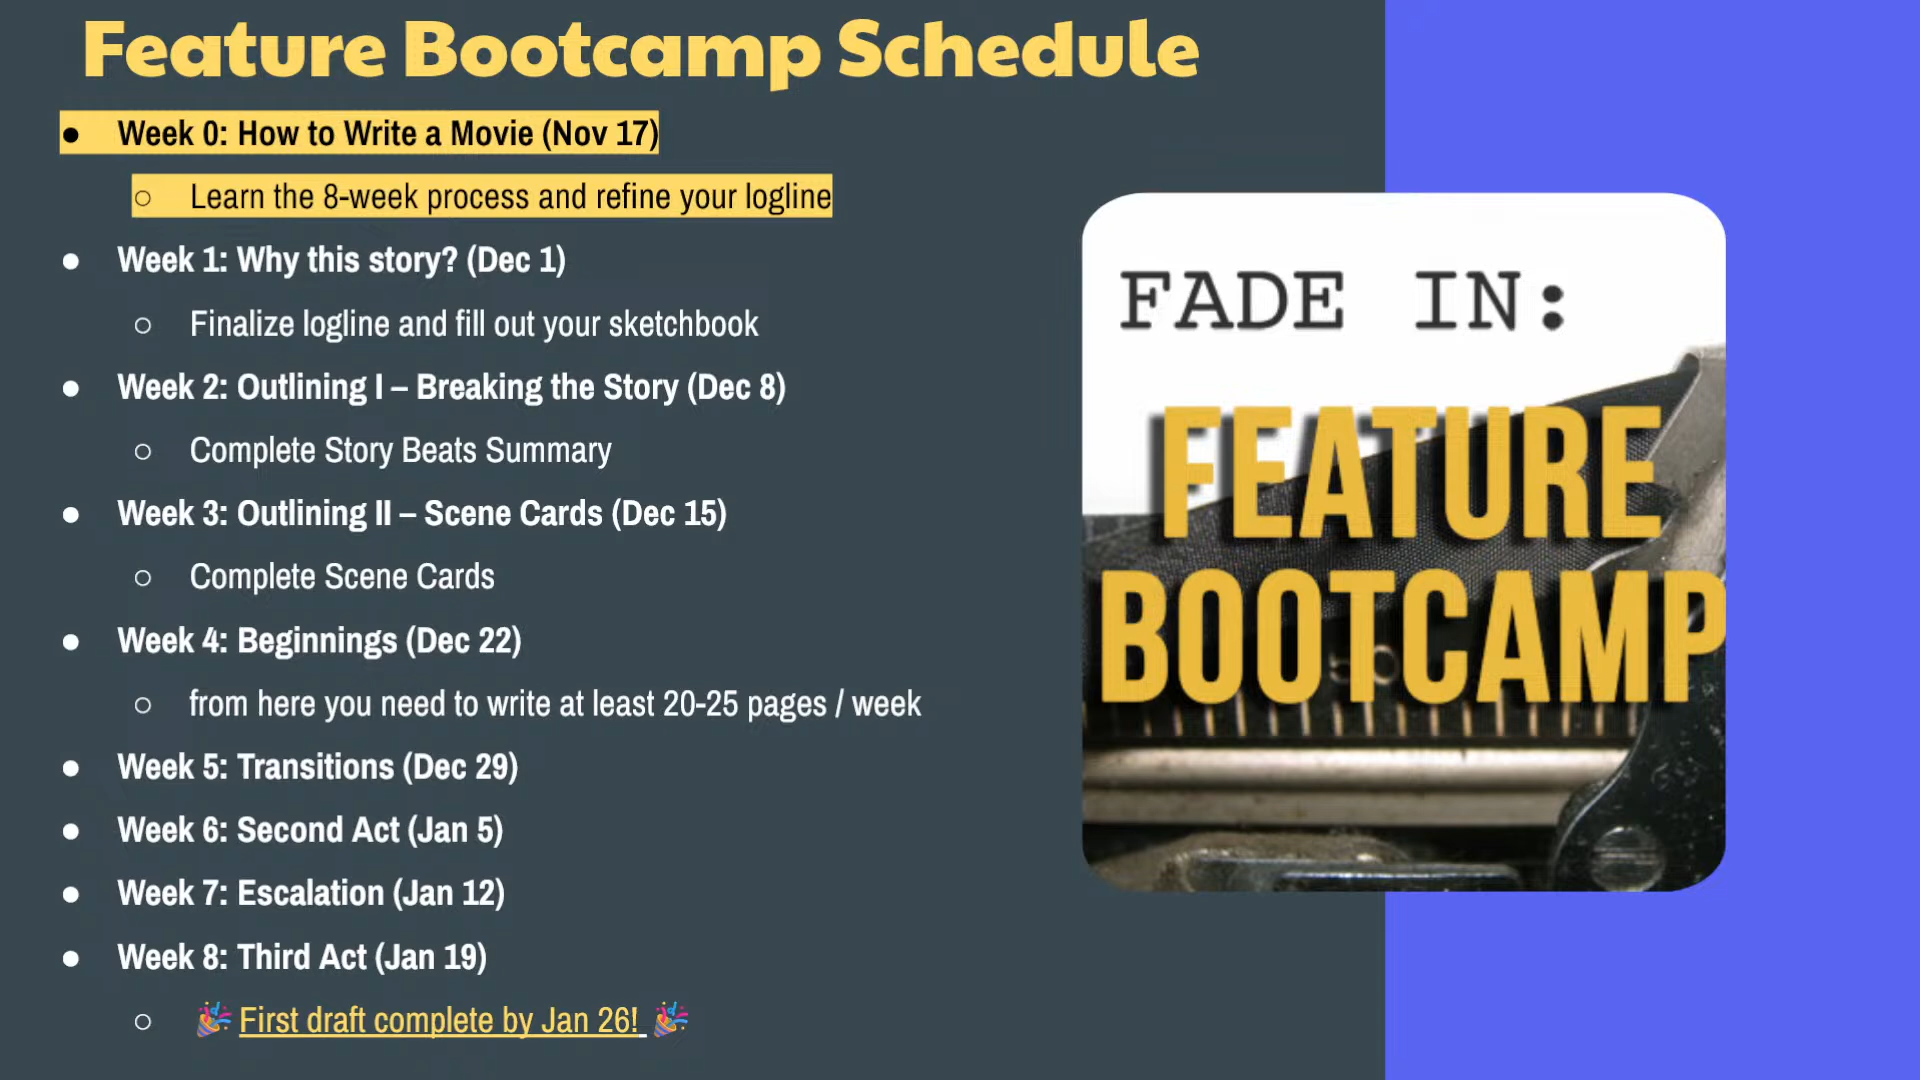 Feature Bootcamp Schedule
● Week 0: How to Write a Movie (Nov 17)
○ Learn the 8-week process and refine your logline
● Week 1: Why this story? (Dec 1)
○ Finalize logline and fill out your sketchbook
● Week 2: Outlining I – Breaking the Story (Dec 8)
○ Complete Story Beats Summary
● Week 3: Outlining II – Scene Cards (Dec 15)
○ Complete Scene Cards
● Week 4: Beginnings (Dec 22)
○ from here you need to write at least 20-25 pages / week
● Week 5: Transitions (Dec 29)
● Week 6: Second Act (Jan 5)
● Week 7: Escalation (Jan 12)
● Week 8: Third Act (Jan 19)
○ 🎉 First draft complete by Jan 26! 🎉
FADE IN:
FEATURE
BOOTCAMP